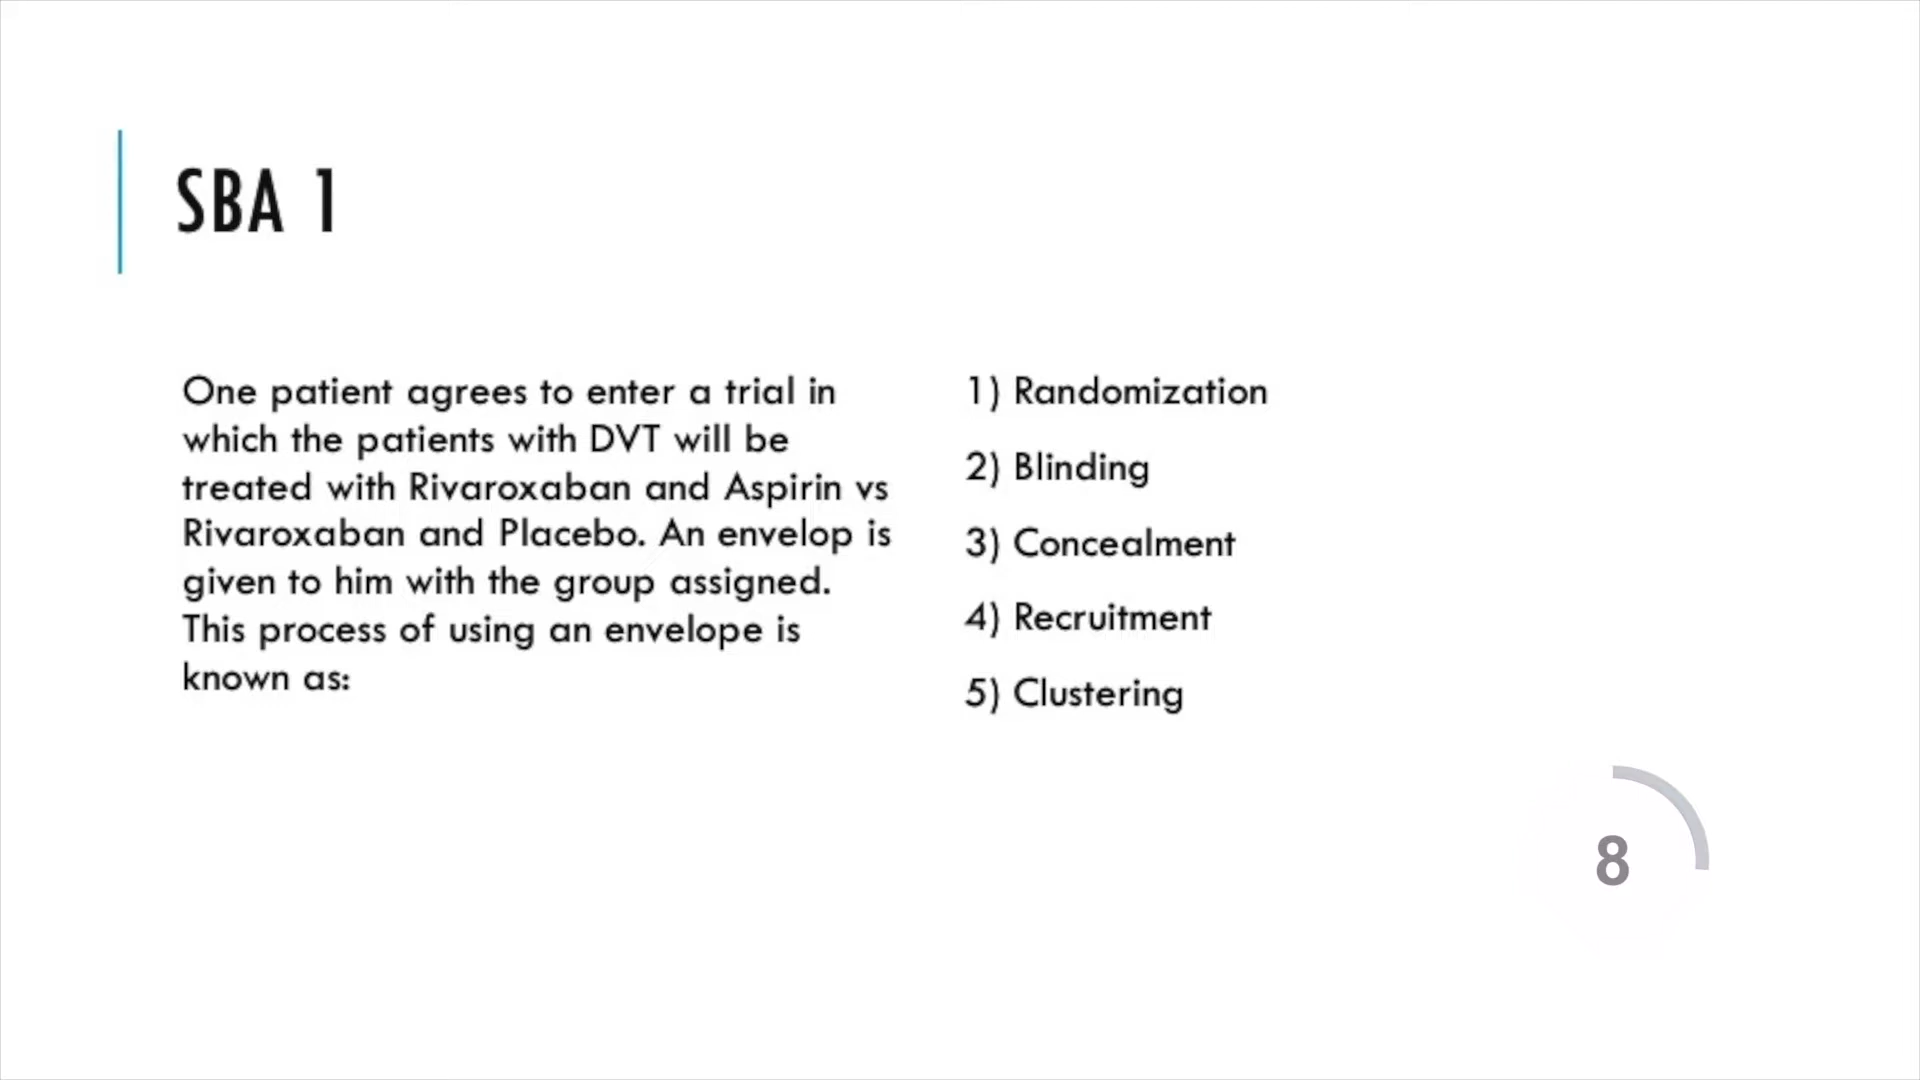 SBA 1
One patient agrees to enter a trial in
which the patients with DVT will be
treated with Rivaroxaban and Aspirin vs
Rivaroxaban and Placebo. An envelop is
given to him with the group assigned.
This process of using an envelope is
known as:
1) Randomization
2) Blinding
3) Concealment
4) Recruitment
5) Clustering
8